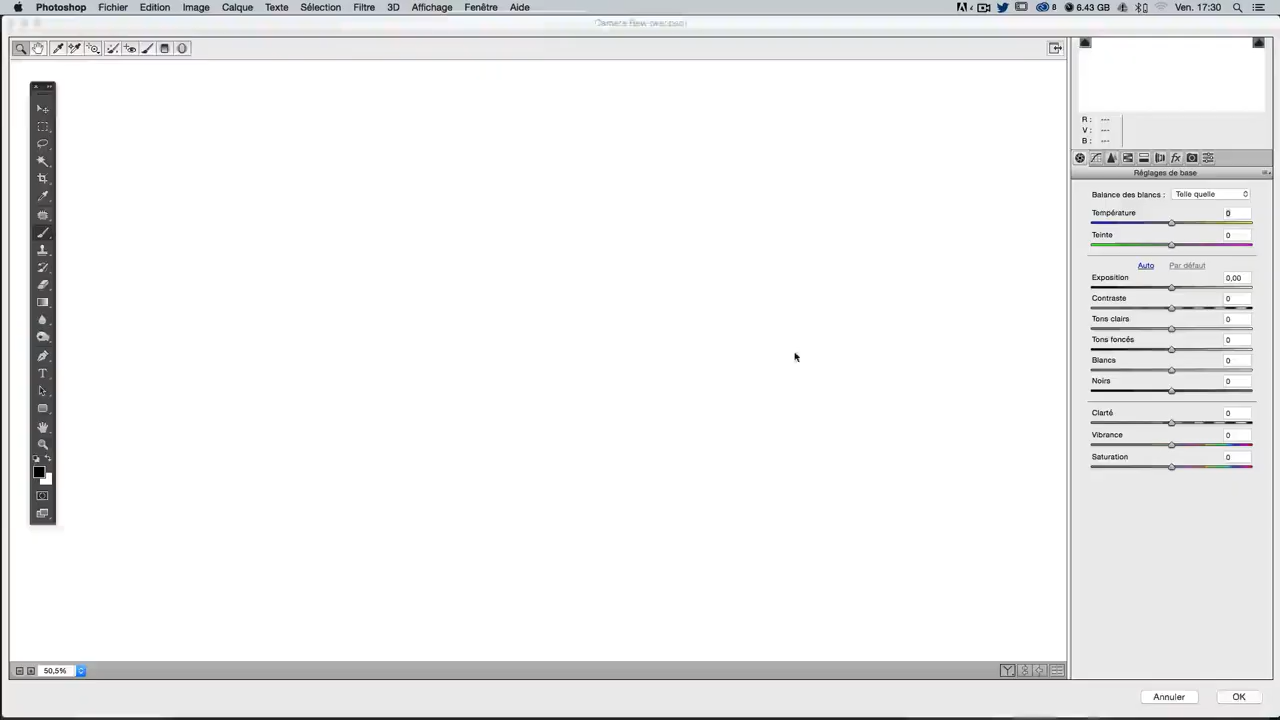 Photoshop Fichier Edition Image Calque Texte Sélection Filtre 3D Affichage Fenêtre Aide 4 8 6.43 GB Ven. 17:30
R : ---
V : ---
B : ---
Réglages de base
Balance des blancs : Telle quelle
Température 0
Teinte 0
Auto Par défaut
Exposition 0,00
Contraste 0
Tons clairs 0
Tons foncés 0
Blancs 0
Noirs 0
Clarté 0
Vibrance 0
Saturation 0
50,5%
Annuler OK